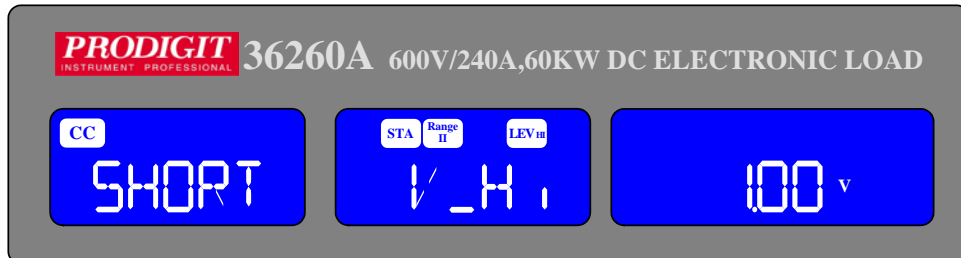 PRODIGIT
INSTRUMENT PROFESSIONAL
36260A 600V/240A,60KW DC ELECTRONIC LOAD
CC
STA Range II LEV HI
SHORT V_Hi 1.00 V